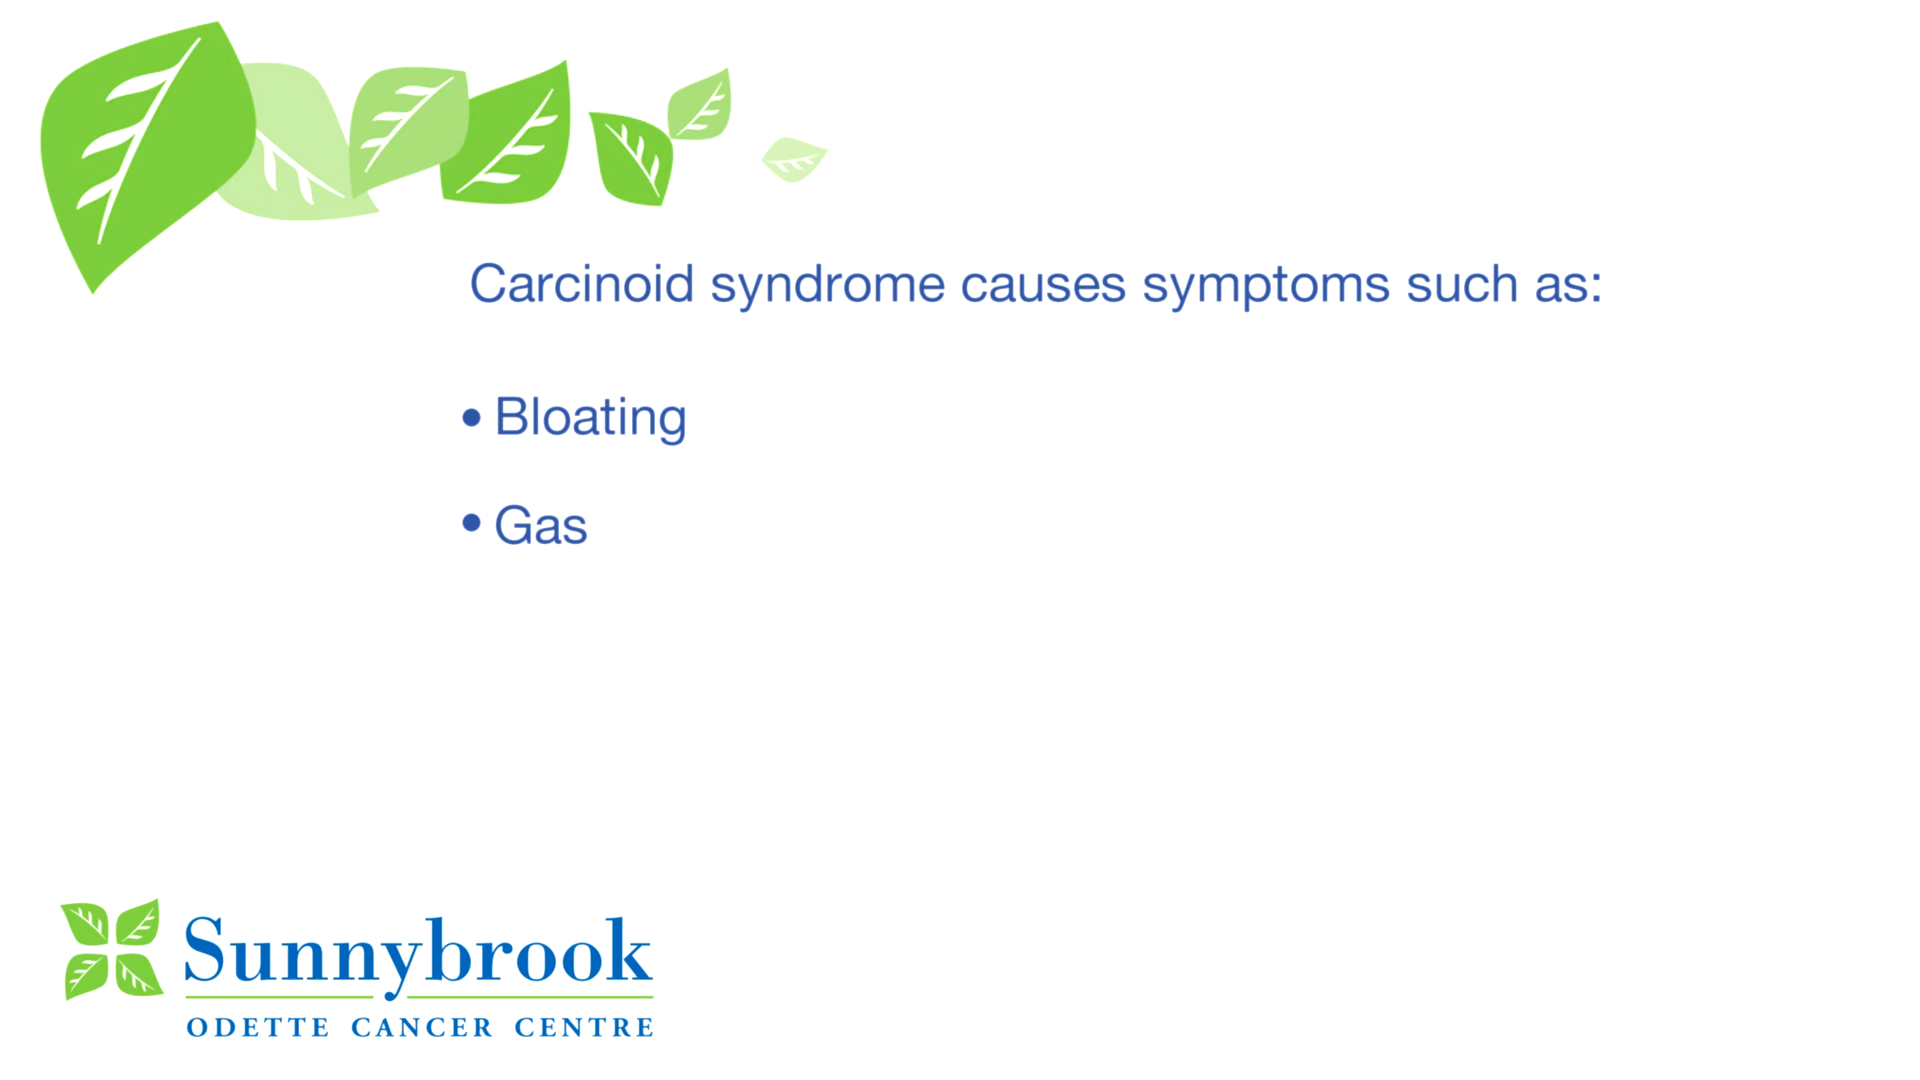 Carcinoid syndrome causes symptoms such as:
• Bloating
• Gas
Sunnybrook
ODETTE CANCER CENTRE